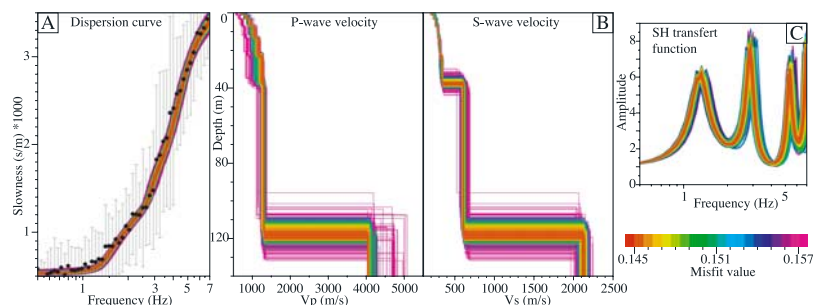 A Dispersion curve
Slowness (s/m) *1000
3
2
1
0.5 1 3 5 7
Frequency (Hz)
P-wave velocity
Depth (m)
0
40
80
120
1000 2000 3000 4000 5000
Vp (m/s)
S-wave velocity B
500 1000 1500 2000 2500
Vs (m/s)
SH transfert C
function
Amplitude
8
6
4
2
0
1 5
Frequency (Hz)
0.145 0.151 0.157
Misfit value